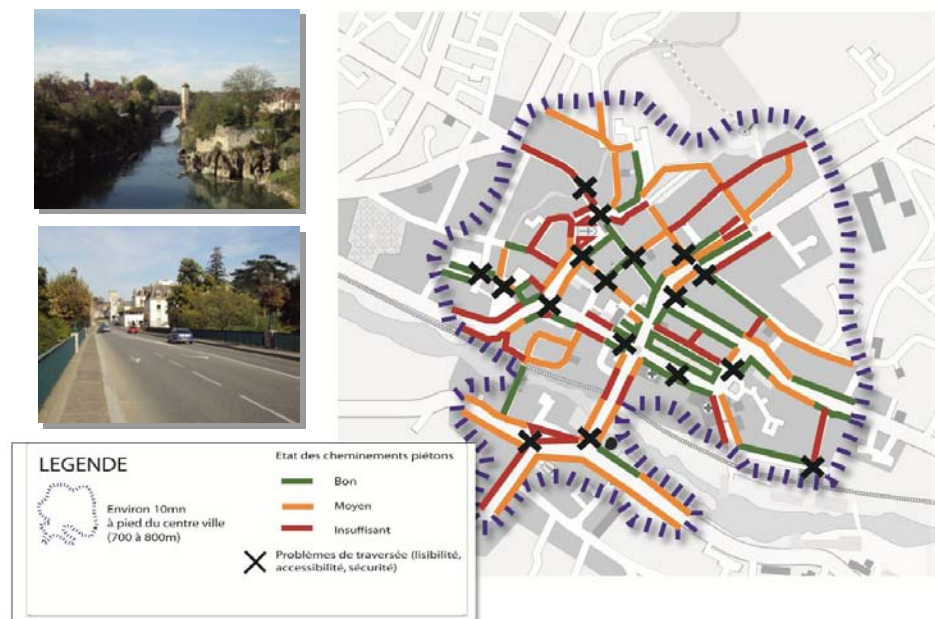 LEGENDE
Environ 10mn
à pied du centre ville
(700 à 800m)
Etat des cheminements piétons
Bon
Moyen
Insuffisant
Problèmes de traversée (lisibilité,
accessibilité, sécurité)